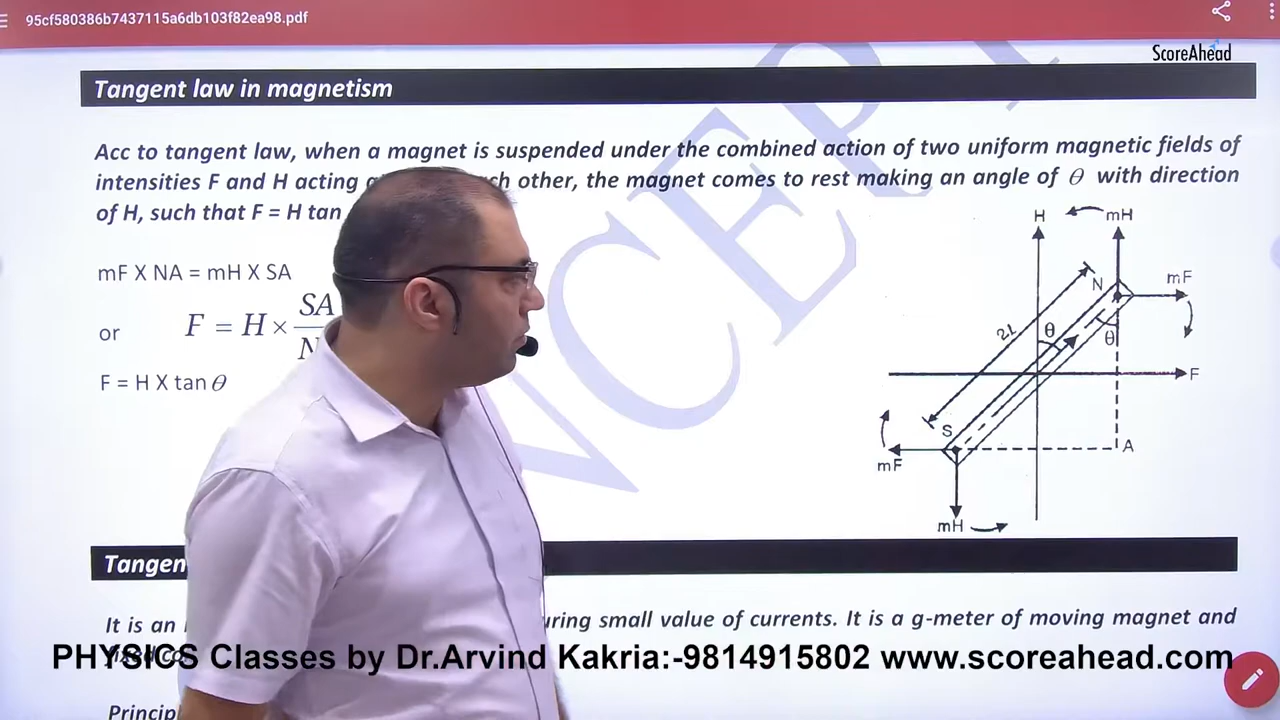 95cf580386b7437115a6db103f82ea98.pdf
ScoreAhead
Tangent law in magnetism
NCERT
Acc to tangent law, when a magnet is suspended under the combined action of two uniform magnetic fields of
intensities F and H acting other, the magnet comes to rest making an angle of θ with direction
of H, such that F = H tan
mF X NA = mH X SA
or F = H × SA
F = H X tan θ
H mH
N mF
2l θ θ
F
S
A
mF
mH
It is an small value of currents. It is a g-meter of moving magnet and
PHYSICS Classes by Dr.Arvind Kakria:-9814915802 www.scoreahead.com